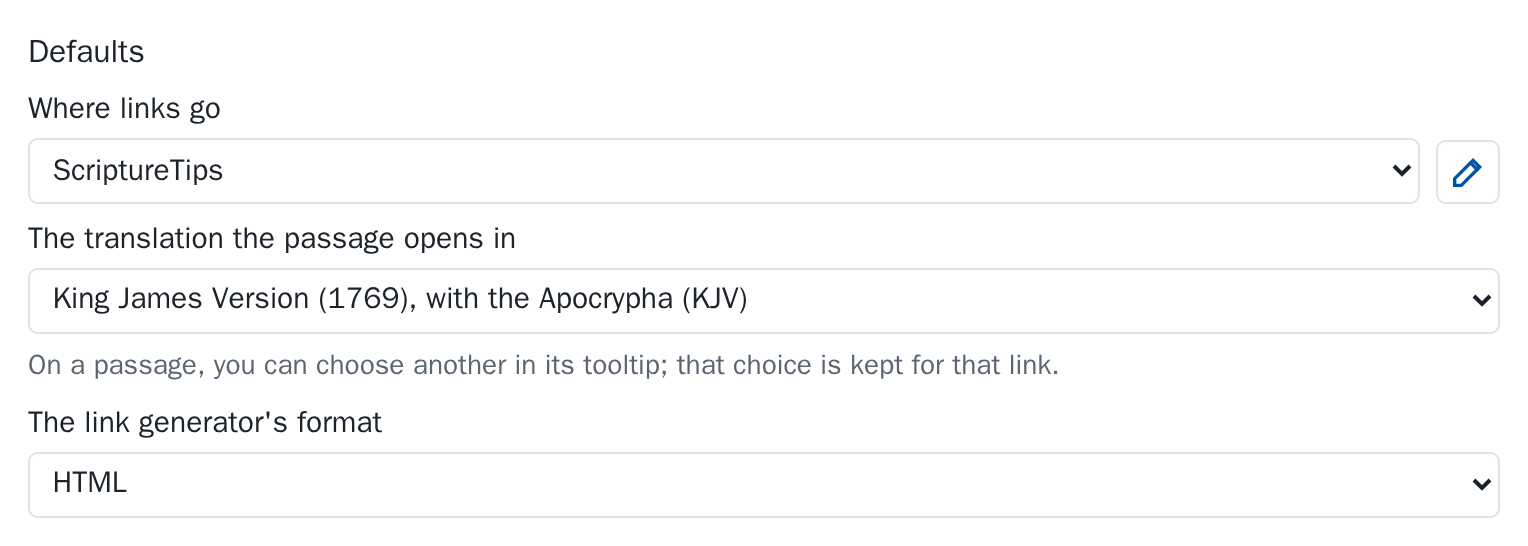 Defaults
Where links go
ScriptureTips
The translation the passage opens in
King James Version (1769), with the Apocrypha (KJV)
On a passage, you can choose another in its tooltip; that choice is kept for that link.
The link generator's format
HTML